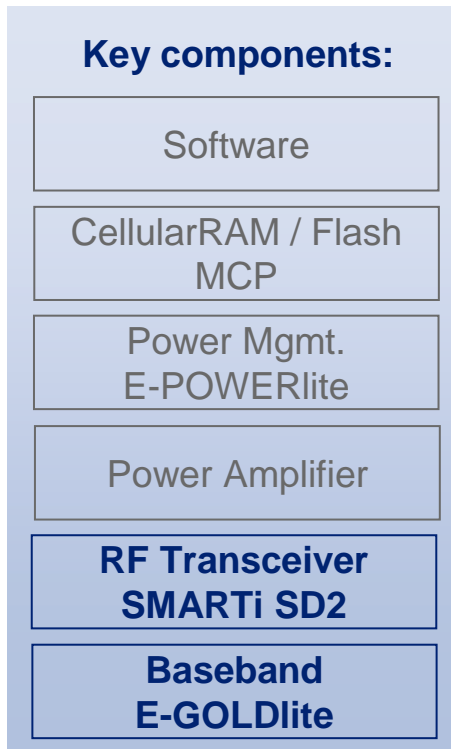 Key components:
Software
CellularRAM / Flash
MCP
Power Mgmt.
E-POWERlite
Power Amplifier
RF Transceiver
SMARTi SD2
Baseband
E-GOLDlite